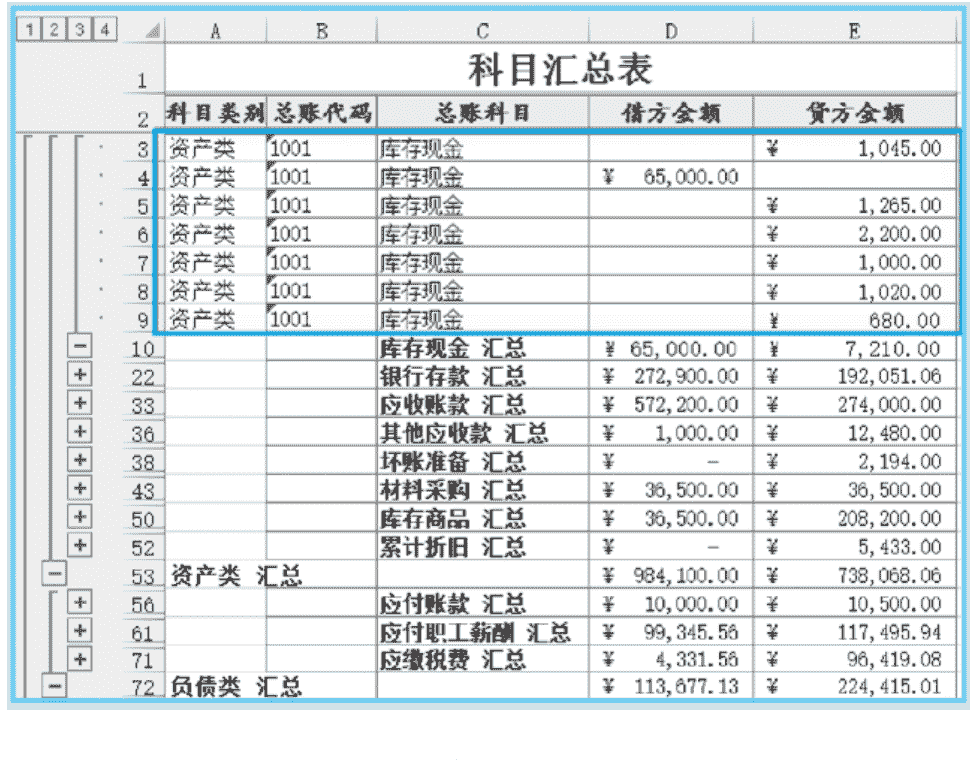 1 2 3 4 A B C D E
1 科目汇总表
2 科目类别 总账代码 总账科目 借方金额 贷方金额
3 资产类 1001 库存现金 ¥ 1,045.00
4 资产类 1001 库存现金 ¥ 65,000.00
5 资产类 1001 库存现金 ¥ 1,265.00
6 资产类 1001 库存现金 ¥ 2,200.00
7 资产类 1001 库存现金 ¥ 1,000.00
8 资产类 1001 库存现金 ¥ 1,020.00
9 资产类 1001 库存现金 ¥ 680.00
10 库存现金 汇总 ¥ 65,000.00 ¥ 7,210.00
22 银行存款 汇总 ¥ 272,900.00 ¥ 192,051.06
33 应收账款 汇总 ¥ 572,200.00 ¥ 274,000.00
36 其他应收款 汇总 ¥ 1,000.00 ¥ 12,480.00
38 坏账准备 汇总 ¥ - ¥ 2,194.00
43 材料采购 汇总 ¥ 36,500.00 ¥ 36,500.00
50 库存商品 汇总 ¥ 36,500.00 ¥ 208,200.00
52 累计折旧 汇总 ¥ - ¥ 5,433.00
53 资产类 汇总 ¥ 984,100.00 ¥ 738,068.06
56 应付账款 汇总 ¥ 10,000.00 ¥ 10,500.00
61 应付职工薪酬 汇总 ¥ 99,345.56 ¥ 117,495.94
71 应缴税费 汇总 ¥ 4,331.56 ¥ 96,419.08
72 负债类 汇总 ¥ 113,677.13 ¥ 224,415.01